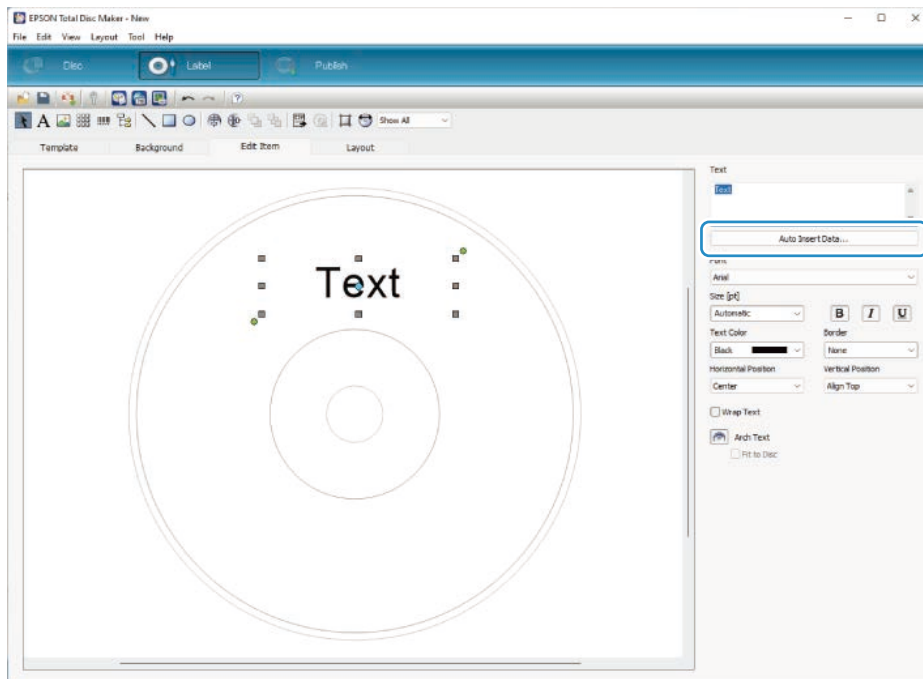 EPSON Total Disc Maker - New
File Edit View Layout Tool Help
Disc Label Publish
Show All
Template Background Edit Item Layout
Text
Text
Auto Insert Data...
Font
Arial
Size [pt]
Automatic B I U
Text Color Border
Black None
Horizontal Position Vertical Position
Center Align Top
Wrap Text
Arch Text
Fit to Disc
Text